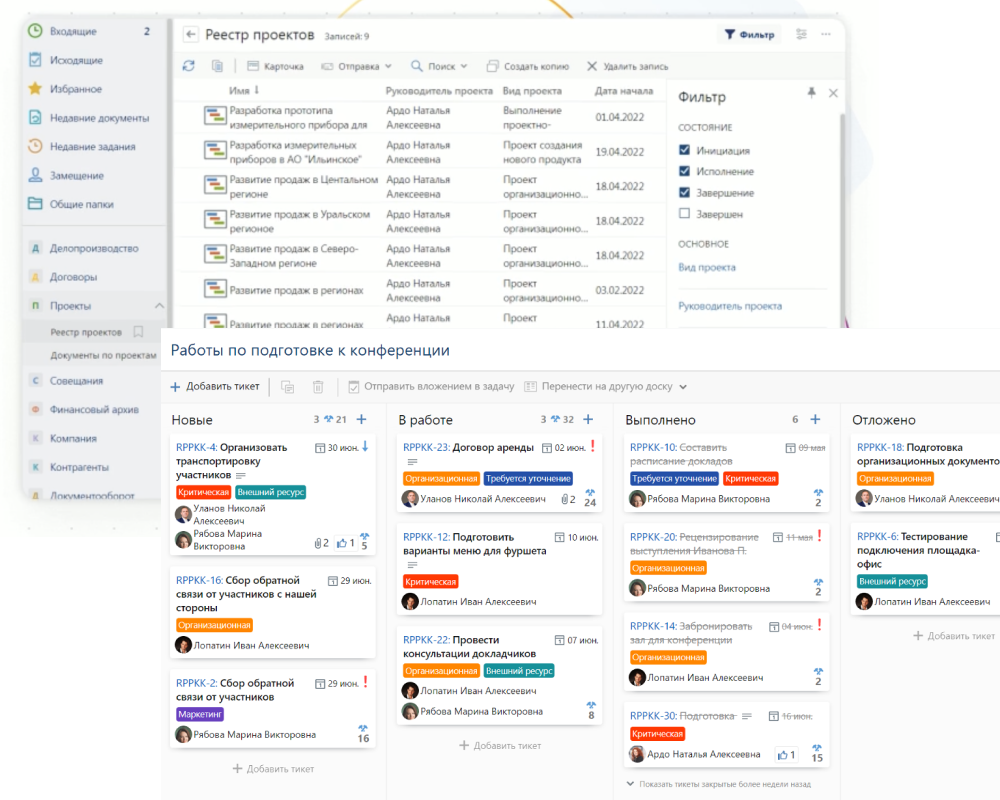 Входящие 2
Исходящие
Избранное
Недавние документы
Недавние задания
Замещение
Общие папки
Д Делопроизводство
Д Договоры
П Проекты
Реестр проектов
Документы по проектам
С Совещания
Ф Финансовый архив
К Компания
К Контрагенты
Д Документооборот
Реестр проектов Записей: 9
Фильтр
Карточка Отправка Поиск Создать копию Удалить запись
Имя Руководитель проекта Вид проекта Дата начала
Разработка прототипа
измерительного прибора для
Ардо Наталья
Алексеевна
Выполнение
проектно-
01.04.2022
Разработка измерительных
приборов в АО "Ильинское"
Ардо Наталья
Алексеевна
Проект создания
нового продукта
19.04.2022
Развитие продаж в Центральном
регионе
Ардо Наталья
Алексеевна
Проект
организационно...
18.04.2022
Развитие продаж в Уральском
регионое
Ардо Наталья
Алексеевна
Проект
организационно...
18.04.2022
Развитие продаж в Северо-
Западном регионе
Ардо Наталья
Алексеевна
Проект
организационно...
18.04.2022
Развитие продаж в регионах
Ардо Наталья
Алексеевна
Проект
организационно...
03.02.2022
Развитие продаж в регионах
Ардо Наталья
Проект
11.04.2022
Фильтр
СОСТОЯНИЕ
Инициация
Исполнение
Завершение
Завершен
ОСНОВНОЕ
Вид проекта
Руководитель проекта
Работы по подготовке к конференции
Добавить тикет Отправить вложением в задачу Перенести на другую доску
Новые 3 21
RPPKK-4: Организовать 30 июн.
транспортировку
участников
Критическая Внешний ресурс
Уланов Николай
Алексеевич
Рябова Марина
Викторовна 2 1 5
RPPKK-16: Сбор обратной 29 июн.
связи от участников с нашей
стороны
Организационная
Лопатин Иван Алексеевич
RPPKK-2: Сбор обратной 29 июн.
связи от участников
Маркетинг
Рябова Марина Викторовна 16
Добавить тикет
В работе 3 32
RPPKK-23: Договор аренды 02 июн.
Организационная Требуется уточнение
Уланов Николай Алексеевич 2 24
RPPKK-12: Подготовить 10 июн.
варианты меню для фуршета
Критическая
Лопатин Иван Алексеевич
RPPKK-22: Провести 07 июн.
консультации докладчиков
Организационная Внешний ресурс
Лопатин Иван Алексеевич
Рябова Марина Викторовна 8
Добавить тикет
Выполнено 6
RPPKK-10: Составить 09 мая
расписание докладов
Требуется уточнение Критическая
Рябова Марина Викторовна 2
RPPKK-20: Рецензирование 11 мая
выступления Иванова П.
Организационная
Рябова Марина Викторовна 2
RPPKK-14: Забронировать 04 июн.
зал для конференции
Организационная
Лопатин Иван Алексеевич 2
RPPKK-30: Подготовка 16 июн.
Критическая
Ардо Наталья Алексеевна 1 15
Показать тикеты закрытые более недели назад
Отложено
RPPKK-18: Подготовка
организационных документо
Организационная
Уланов Николай Алексеевич
RPPKK-6: Тестирование
подключения площадка-
офис
Внешний ресурс
Лопатин Иван Алексеевич
Добавить тикет